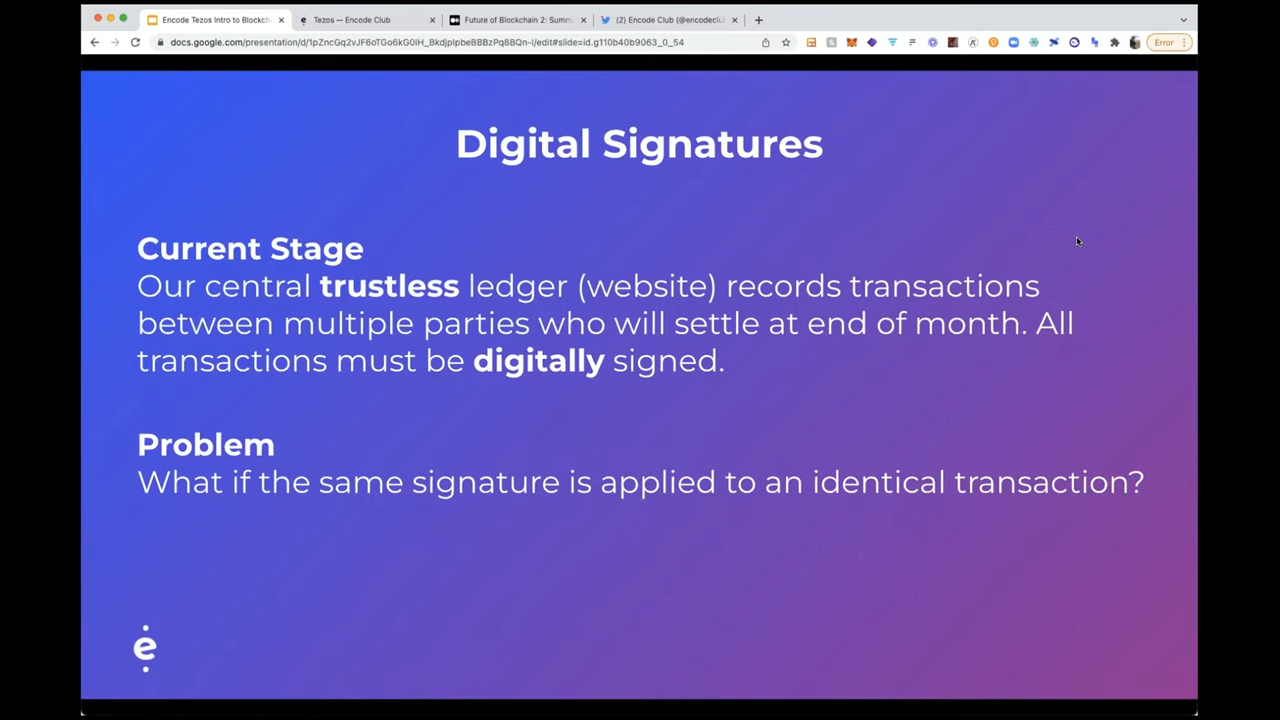 Encode Tezos Intro to Blockch
Tezos — Encode Club
Future of Blockchain 2: Summ
(2) Encode Club (@encodeclu
Error
Digital Signatures
Current Stage
Our central trustless ledger (website) records transactions
between multiple parties who will settle at end of month. All
transactions must be digitally signed.
Problem
What if the same signature is applied to an identical transaction?
e